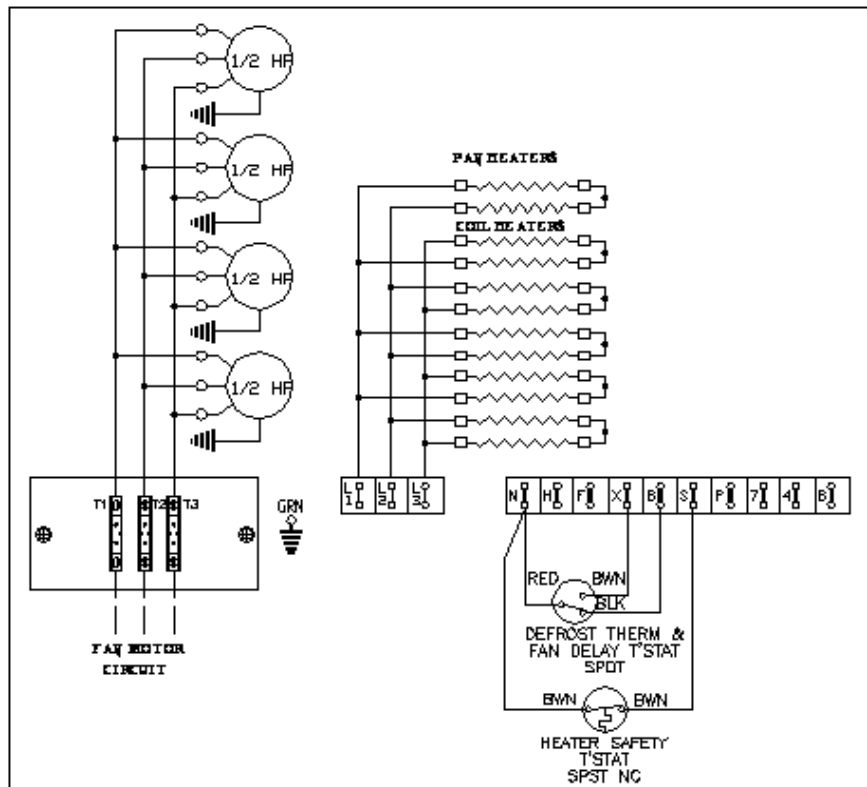 1/2 HP
1/2 HP
1/2 HP
1/2 HP
PAN HEATERS
COIL HEATERS
L1 L2 L3
N H F X B S P 7 4 B
T1 T2 T3
GRN
FAN MOTOR
CIRCUIT
RED BWN
BLK
DEFROST THERM &
FAN DELAY T'STAT
SPDT
BWN BWN
HEATER SAFETY
T'STAT
SPST NC